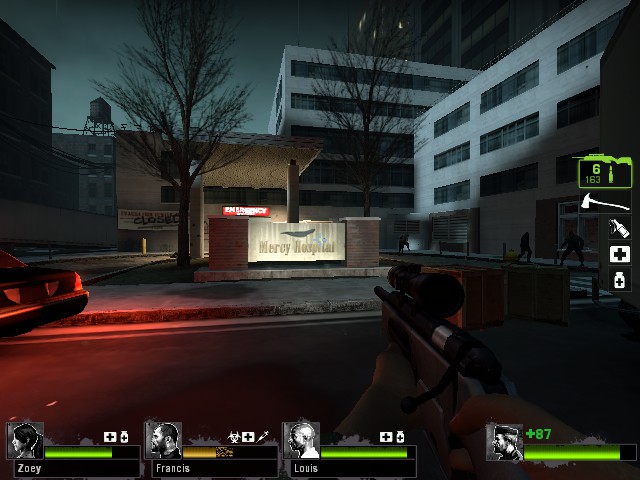 EMERGENCY
CLOSED
Mercy Hospital
6
163
+87
Zoey
Francis
Louis